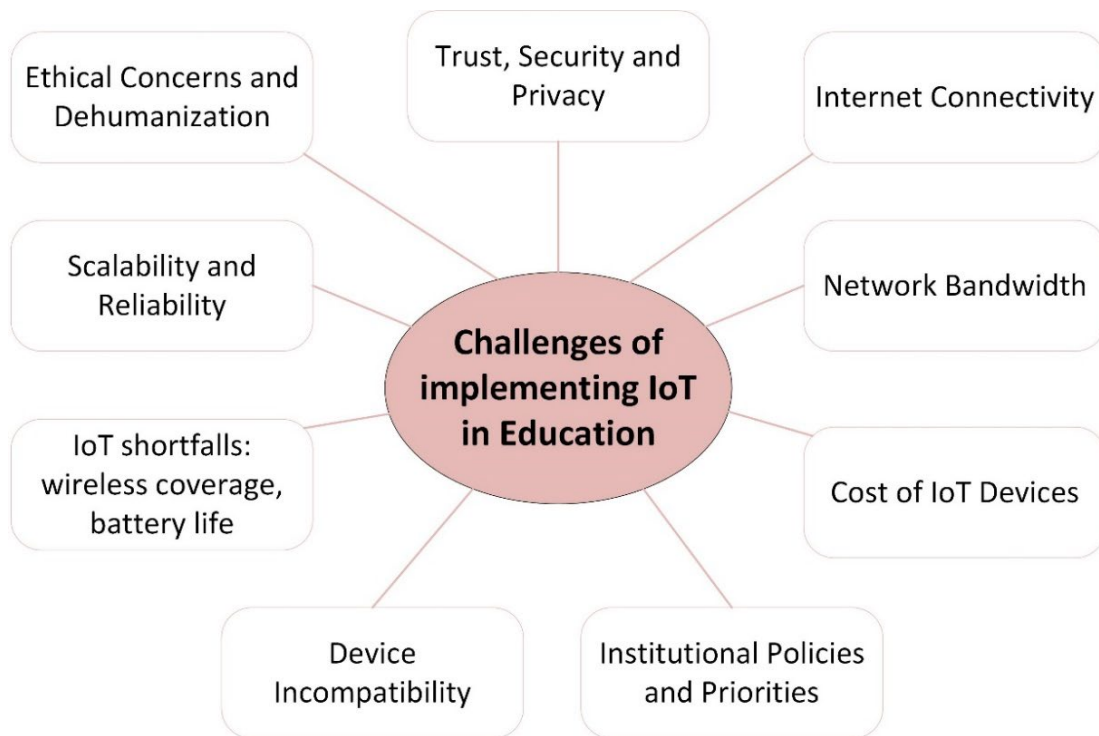 Ethical Concerns and
Dehumanization
Trust, Security and
Privacy
Internet Connectivity
Scalability and
Reliability
Network Bandwidth
Challenges of
implementing IoT
in Education
IoT shortfalls:
wireless coverage,
battery life
Cost of IoT Devices
Device
Incompatibility
Institutional Policies
and Priorities